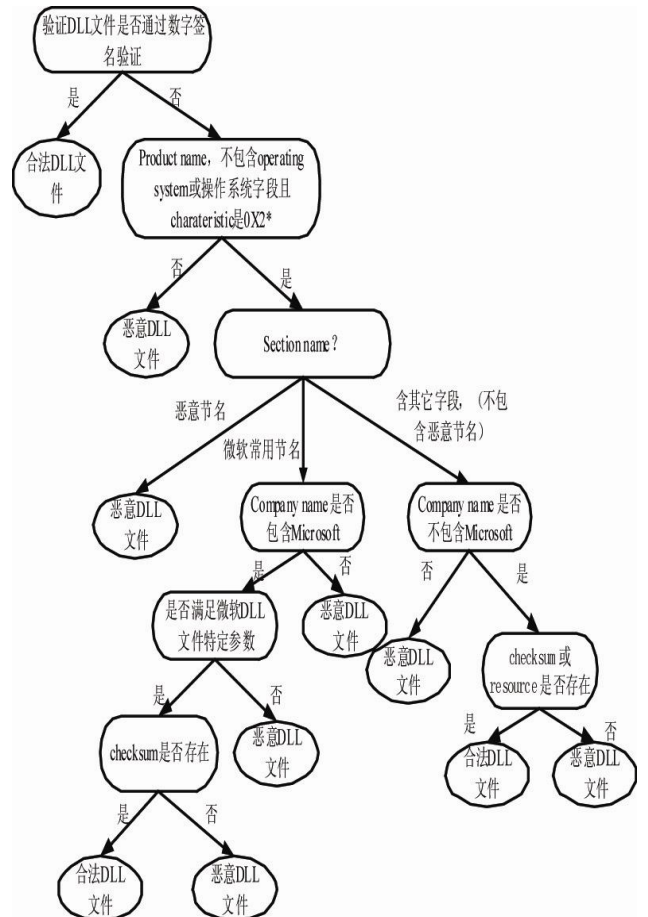 验证DLL文件是否通过数字签
名验证
是
否
合法DLL文
件
Product name，不包含operating
system或操作系统字段且
charateristic是0X2*
否
是
恶意DLL
文件
Section name？
恶意节名
微软常用节名
含其它字段，（不包
含恶意节名）
恶意DLL
文件
Company name是否
包含Microsoft
Company name是否
不包含Microsoft
是
否
否
是
是否满足微软DLL
文件特定参数
恶意DLL
文件
恶意DLL
文件
checksum或
resource是否存在
是
否
是
否
checksum是否存在
恶意DLL
文件
合法DLL
文件
恶意DLL
文件
是
否
合法DLL
文件
恶意DLL
文件